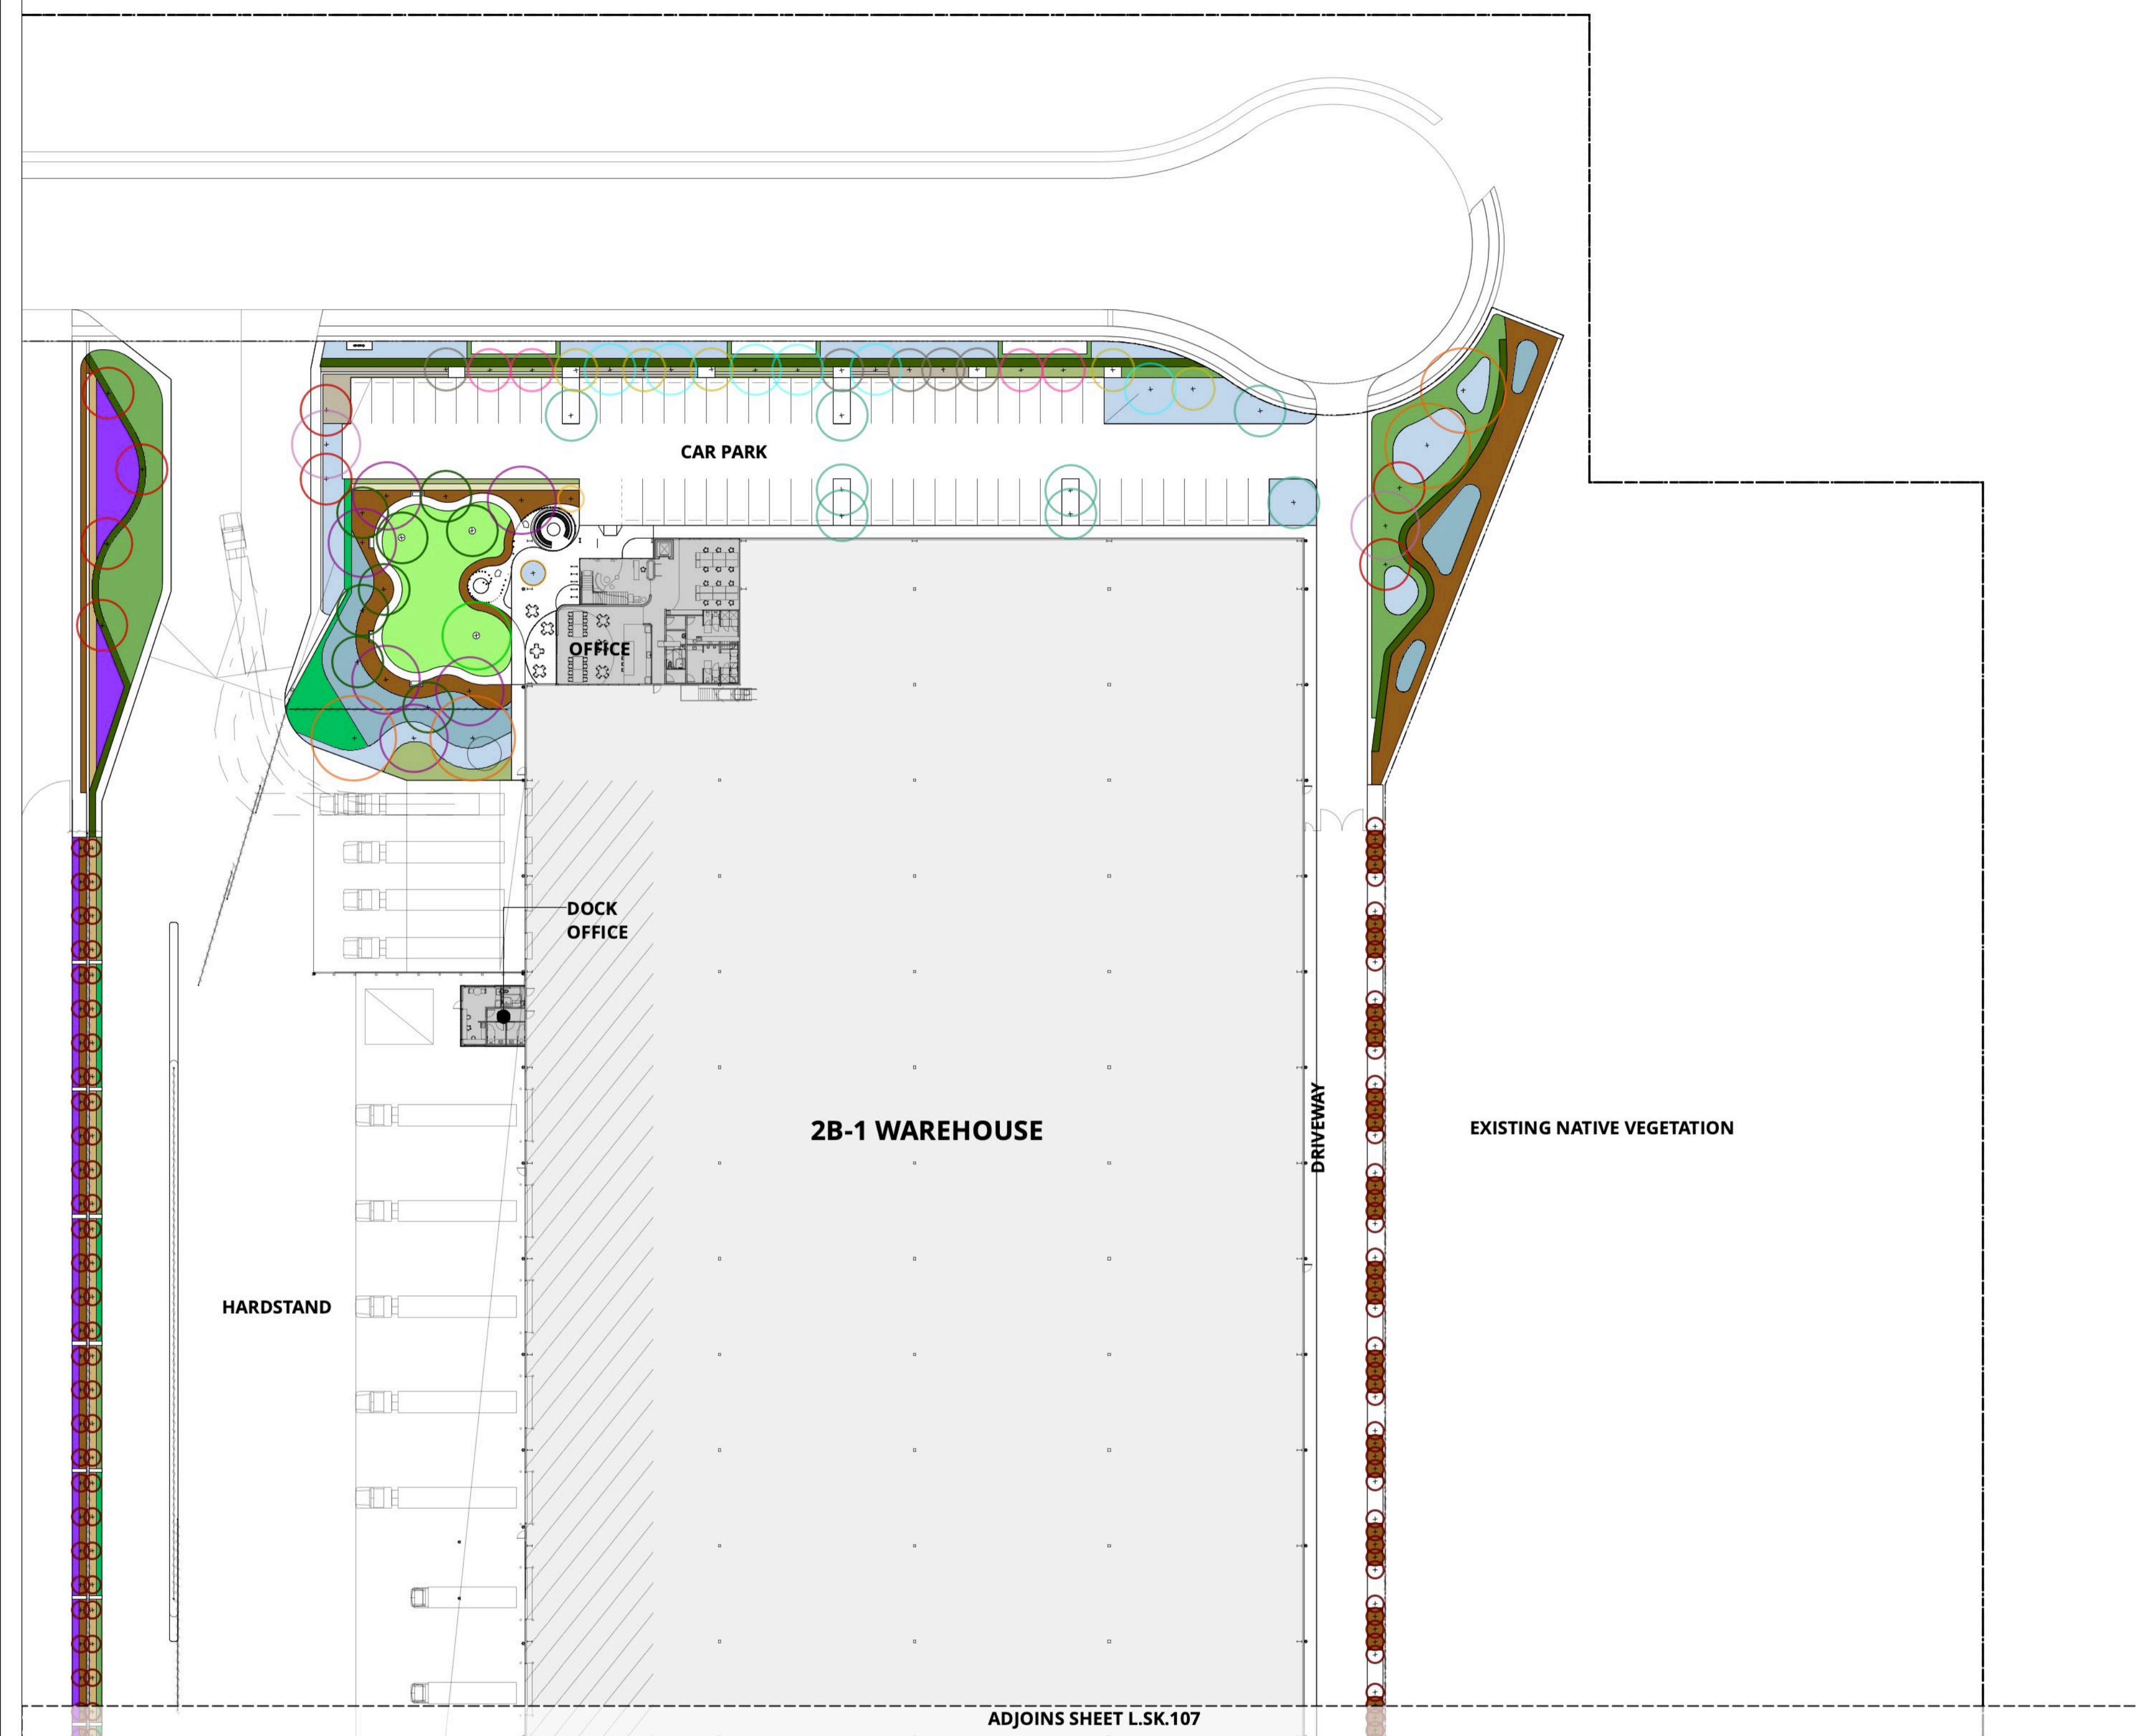 CAR PARK
OFFICE
DOCK
OFFICE
2B-1 WAREHOUSE
DRIVEWAY
EXISTING NATIVE VEGETATION
HARDSTAND
ADJOINS SHEET L.SK.107